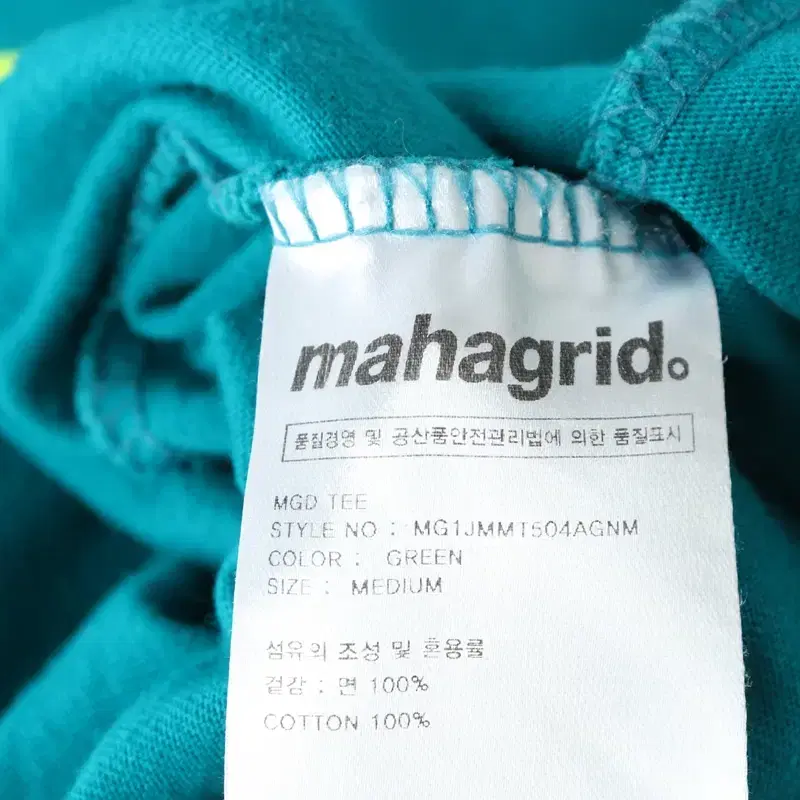 mahagrid.
품질경영 및 공산품안전관리법에 의한 품질표시
MGD TEE
STYLE NO : MG1JMMT504AGNM
COLOR : GREEN
SIZE : MEDIUM
섬유의 조성 및 혼용률
겉감 : 면 100%
COTTON 100%